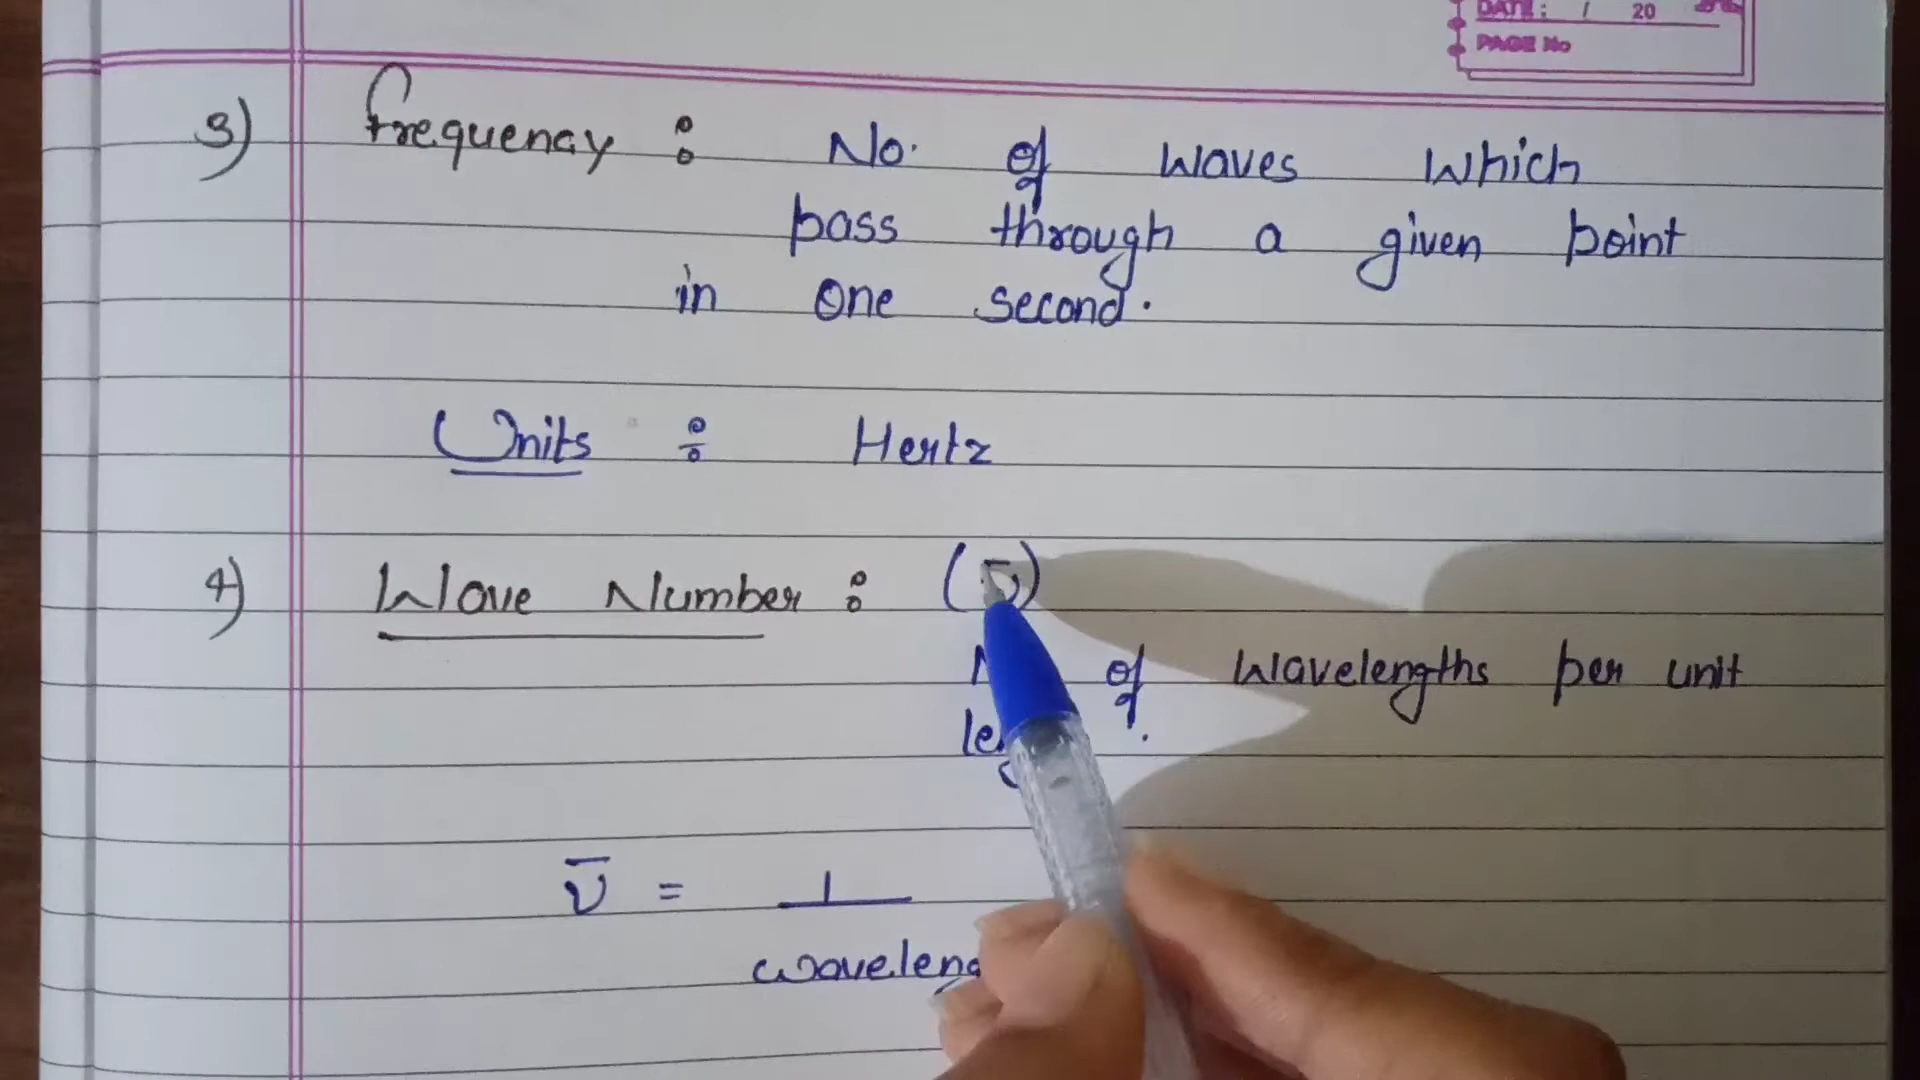 DATE: / 20
PAGE No
3) frequency : No. of waves which
pass through a given point
in one second.
Units : Hertz
4) Wave Number : (ῡ)
of wavelengths per unit
ῡ = 1